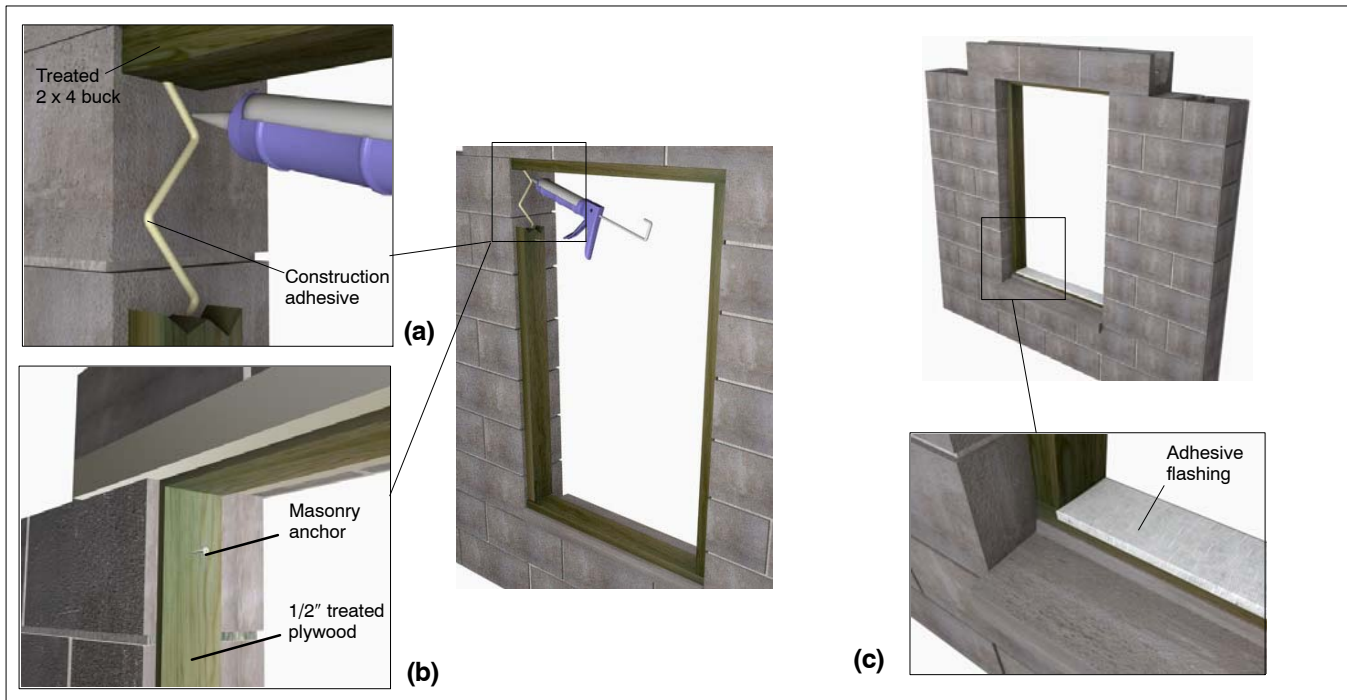 Treated
2 x 4 buck
Construction
adhesive
(a)
Masonry
anchor
1/2″ treated
plywood
(b)
Adhesive
flashing
(c)